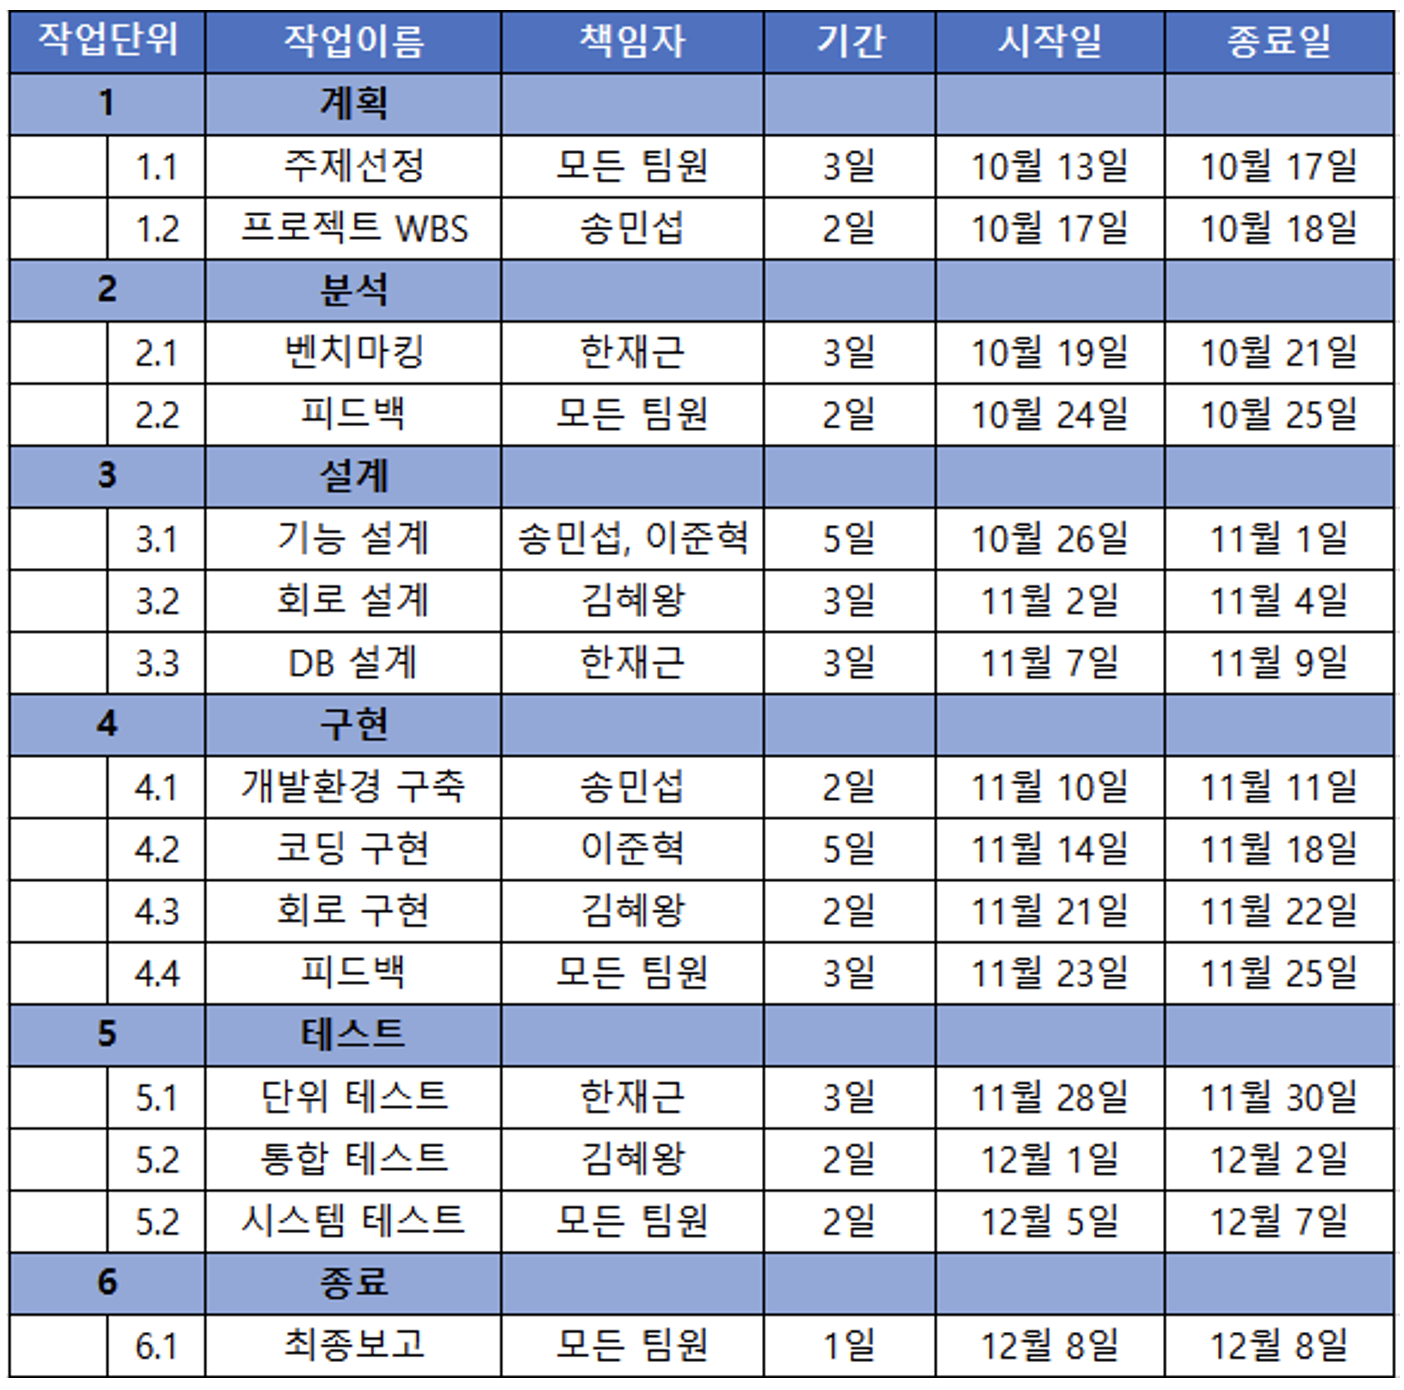 작업단위 작업이름 책임자 기간 시작일 종료일
1 계획
1.1 주제선정 모든 팀원 3일 10월 13일 10월 17일
1.2 프로젝트 WBS 송민섭 2일 10월 17일 10월 18일
2 분석
2.1 벤치마킹 한재근 3일 10월 19일 10월 21일
2.2 피드백 모든 팀원 2일 10월 24일 10월 25일
3 설계
3.1 기능 설계 송민섭, 이준혁 5일 10월 26일 11월 1일
3.2 회로 설계 김혜왕 3일 11월 2일 11월 4일
3.3 DB 설계 한재근 3일 11월 7일 11월 9일
4 구현
4.1 개발환경 구축 송민섭 2일 11월 10일 11월 11일
4.2 코딩 구현 이준혁 5일 11월 14일 11월 18일
4.3 회로 구현 김혜왕 2일 11월 21일 11월 22일
4.4 피드백 모든 팀원 3일 11월 23일 11월 25일
5 테스트
5.1 단위 테스트 한재근 3일 11월 28일 11월 30일
5.2 통합 테스트 김혜왕 2일 12월 1일 12월 2일
5.2 시스템 테스트 모든 팀원 2일 12월 5일 12월 7일
6 종료
6.1 최종보고 모든 팀원 1일 12월 8일 12월 8일